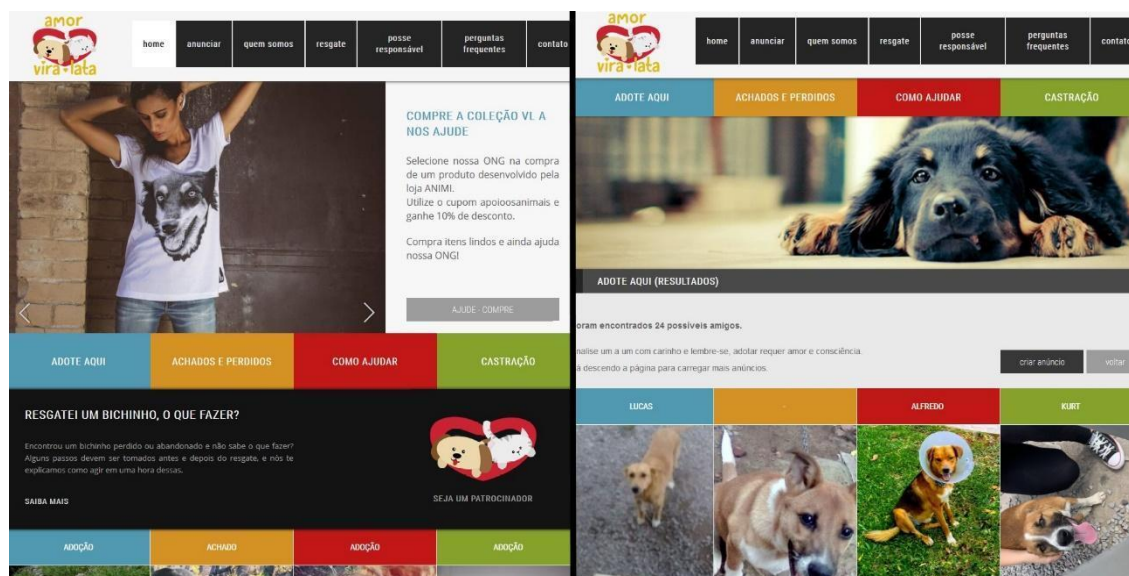 amor
vira-lata
home
anunciar
quem somos
resgate
posse
responsável
perguntas
frequentes
contato
COMPRE A COLEÇÃO VL A
NOS AJUDE
Selecione nossa ONG na compra
de um produto desenvolvido pela
loja ANIMI.
Utilize o cupom apoioosanimais e
ganhe 10% de desconto.
Compra itens lindos e ainda ajuda
nossa ONG!
AJUDE - COMPRE
ADOTE AQUI
ACHADOS E PERDIDOS
COMO AJUDAR
CASTRAÇÃO
RESGATEI UM BICHINHO, O QUE FAZER?
Encontrou um bichinho perdido ou abandonado e não sabe o que fazer?
Alguns passos devem ser tomados antes e depois do resgate, e nós te
explicamos como agir em uma hora dessas.
SAIBA MAIS
SEJA UM PATROCINADOR
ADOÇÃO
ACHADO
ADOÇÃO
ADOÇÃO
amor
vira-lata
home
anunciar
quem somos
resgate
posse
responsável
perguntas
frequentes
contato
ADOTE AQUI
ACHADOS E PERDIDOS
COMO AJUDAR
CASTRAÇÃO
ADOTE AQUI (RESULTADOS)
oram encontrados 24 possíveis amigos.
nalise um a um com carinho e lembre-se, adotar requer amor e consciência.
á descendo a página para carregar mais anúncios.
criar anúncio
voltar
LUCAS
-
ALFREDO
KURT